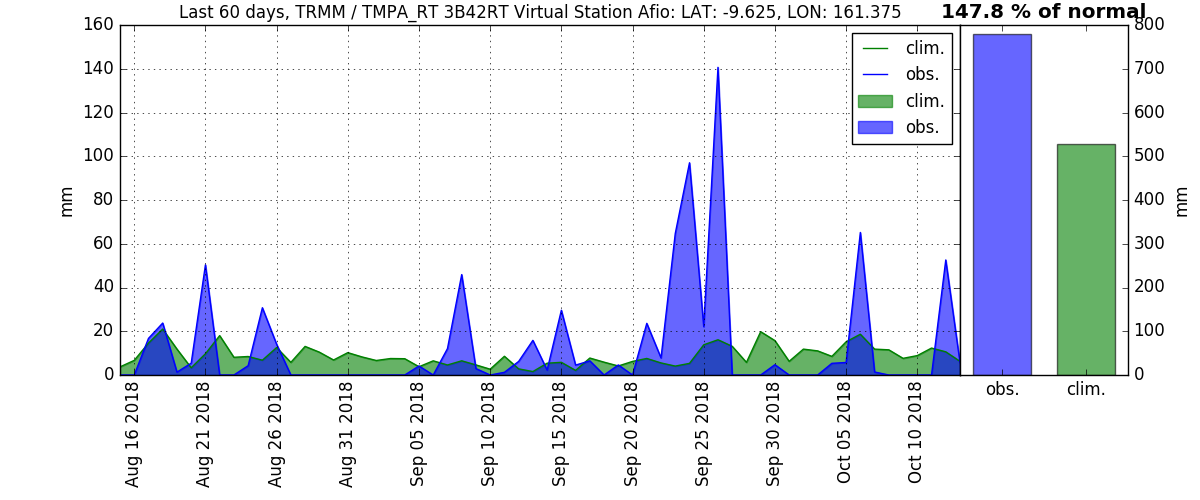 Last 60 days, TRMM / TMPA_RT 3B42RT Virtual Station Afio: LAT: -9.625, LON: 161.375
147.8 % of normal
160
140
120
100
80
60
40
20
0
mm
clim.
obs.
clim.
obs.
800
700
600
500
400
300
200
100
0
mm
Aug 16 2018
Aug 21 2018
Aug 26 2018
Aug 31 2018
Sep 05 2018
Sep 10 2018
Sep 15 2018
Sep 20 2018
Sep 25 2018
Sep 30 2018
Oct 05 2018
Oct 10 2018
obs.
clim.